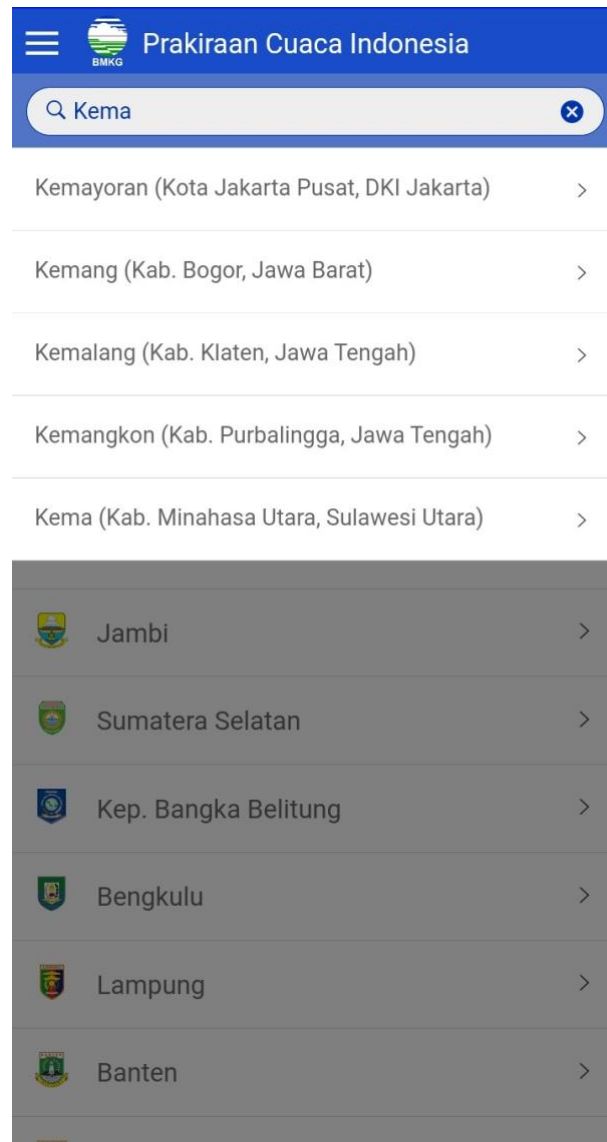 BMKG
Prakiraan Cuaca Indonesia
Kema
Kemayoran (Kota Jakarta Pusat, DKI Jakarta)
Kemang (Kab. Bogor, Jawa Barat)
Kemalang (Kab. Klaten, Jawa Tengah)
Kemangkon (Kab. Purbalingga, Jawa Tengah)
Kema (Kab. Minahasa Utara, Sulawesi Utara)
Jambi
Sumatera Selatan
Kep. Bangka Belitung
Bengkulu
Lampung
Banten